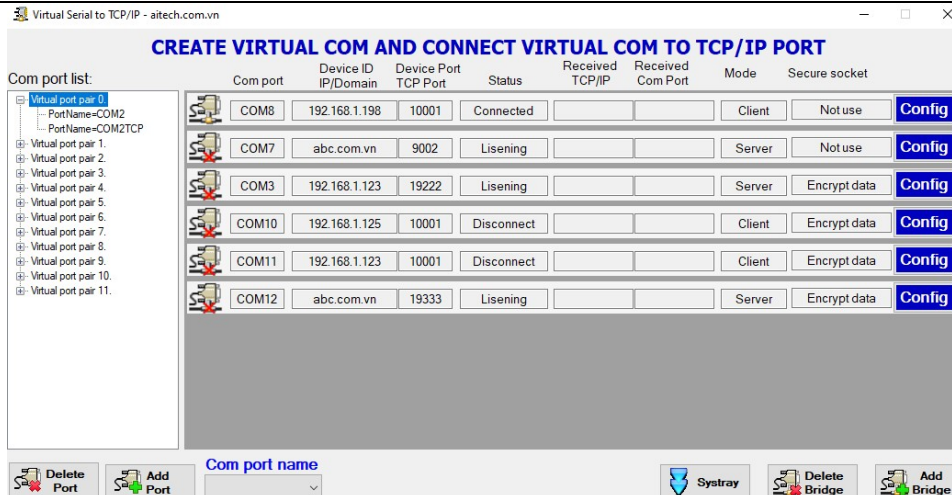 Virtual Serial to TCP/IP - aitech.com.vn
CREATE VIRTUAL COM AND CONNECT VIRTUAL COM TO TCP/IP PORT
Com port list:
Com port
Device ID
IP/Domain
Device Port
TCP Port
Status
Received
TCP/IP
Received
Com Port
Mode
Secure socket
Virtual port pair 0.
PortName=COM2
PortName=COM2TCP
Virtual port pair 1.
Virtual port pair 2.
Virtual port pair 3.
Virtual port pair 4.
Virtual port pair 5.
Virtual port pair 6.
Virtual port pair 7.
Virtual port pair 8.
Virtual port pair 9.
Virtual port pair 10.
Virtual port pair 11.
COM8 192.168.1.198 10001 Connected Client Not use Config
COM7 abc.com.vn 9002 Lisening Server Not use Config
COM3 192.168.1.123 19222 Lisening Server Encrypt data Config
COM10 192.168.1.125 10001 Disconnect Client Encrypt data Config
COM11 192.168.1.123 10001 Disconnect Client Encrypt data Config
COM12 abc.com.vn 19333 Lisening Server Encrypt data Config
Delete
Port
Add
Port
Com port name
Systray
Delete
Bridge
Add
Bridge